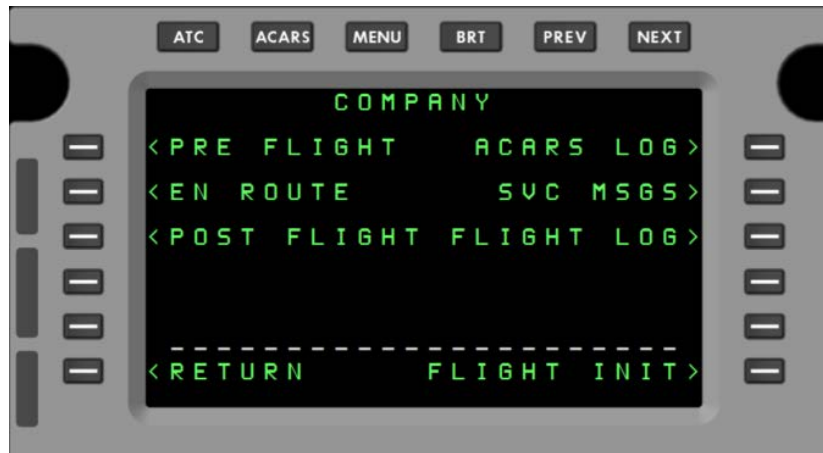 ATC ACARS MENU BRT PREV NEXT
COMPANY
<PRE FLIGHT ACARS LOG>
<EN ROUTE SVC MSGS>
<POST FLIGHT FLIGHT LOG>
<RETURN FLIGHT INIT>